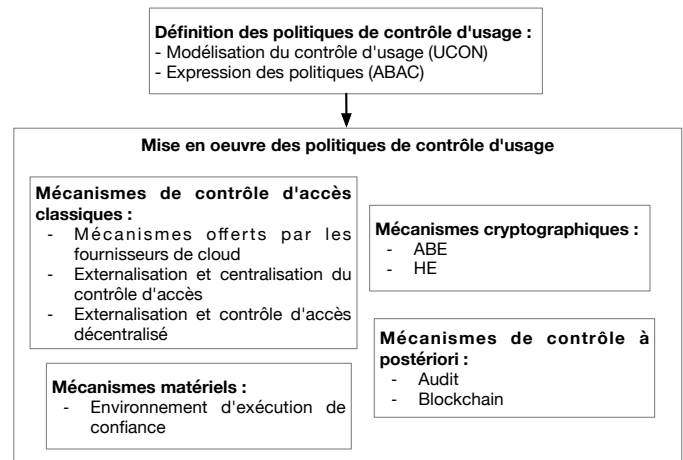 Définition des politiques de contrôle d'usage :
- Modélisation du contrôle d'usage (UCON)
- Expression des politiques (ABAC)
Mise en oeuvre des politiques de contrôle d'usage
Mécanismes de contrôle d'accès
classiques :
- Mécanismes offerts par les
fournisseurs de cloud
- Externalisation et centralisation du
contrôle d'accès
- Externalisation et contrôle d'accès
décentralisé
Mécanismes cryptographiques :
- ABE
- HE
Mécanismes matériels :
- Environnement d'exécution de
confiance
Mécanismes de contrôle à
postériori :
- Audit
- Blockchain